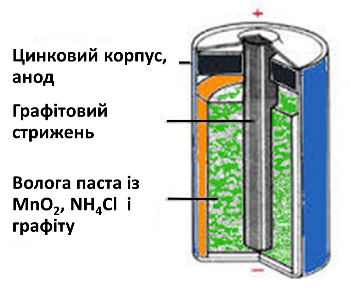 +
Цинковий корпус,
анод
Графітовий
стрижень
Волога паста із
MnO₂, NH₄Cl і
графіту
−